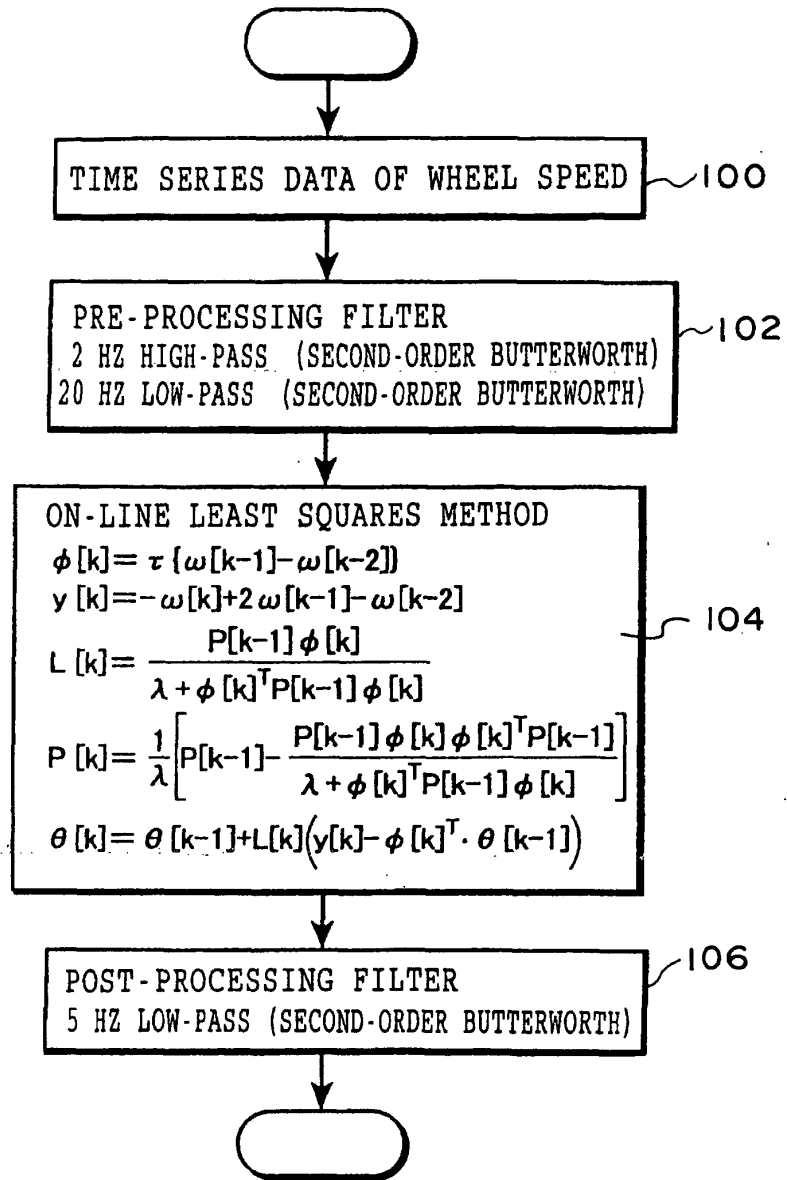 TIME SERIES DATA OF WHEEL SPEED
100
PRE-PROCESSING FILTER
2 HZ HIGH-PASS (SECOND-ORDER BUTTERWORTH)
20 HZ LOW-PASS (SECOND-ORDER BUTTERWORTH)
102
ON-LINE LEAST SQUARES METHOD
φ[k]= τ{ω[k-1]-ω[k-2]}
y[k]=-ω[k]+2ω[k-1]-ω[k-2]
L[k]= P[k-1]φ[k] / λ+φ[k]^T P[k-1]φ[k]
P[k]= 1/λ [P[k-1]- P[k-1]φ[k]φ[k]^T P[k-1] / λ+φ[k]^T P[k-1]φ[k] ]
θ[k]= θ[k-1]+L[k](y[k]-φ[k]^T·θ[k-1])
104
POST-PROCESSING FILTER
5 HZ LOW-PASS (SECOND-ORDER BUTTERWORTH)
106